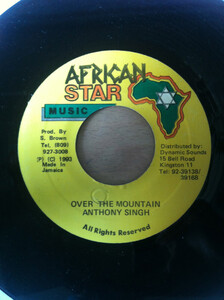 AFRICAN
STAR
MUSIC
Prod. By
S. Brown
Tel. (809)
927-3008
(P) (C) 1993
Made In
Jamaica
Distributed by:
Dynamic Sounds
15 Bell Road
Kingston 11
Tel: 92-39138/
39168
OVER THE MOUNTAIN
ANTHONY SINGH
All Rights Reserved